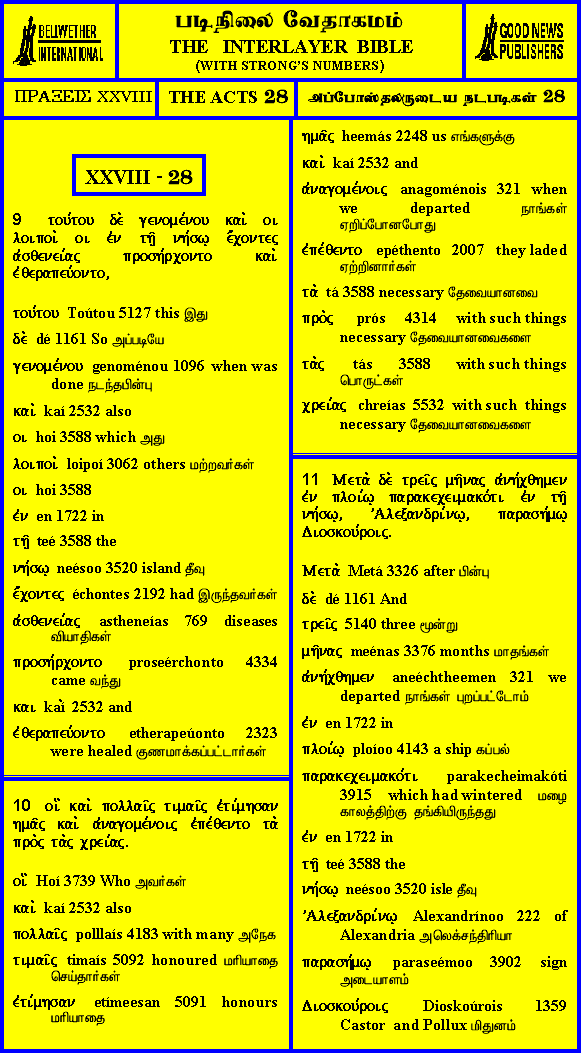 BELLWETHER
INTERNATIONAL
படிநிலை வேதாகமம்
THE INTERLAYER BIBLE
(WITH STRONG'S NUMBERS)
GOOD NEWS
PUBLISHERS
ΠΡΑΞΕΙΣ XXVIII
THE ACTS 28
அப்போஸ்தலருடைய நடபடிகள் 28
XXVIII - 28
9 τούτου δὲ γενομένου καὶ οι
λοιποὶ οι ἐν τῇ νήσῳ ἔχοντες
ἀσθενείας προσήρχοντο καὶ
ἐθεραπεύοντο,
τούτου Toútou 5127 this இது
δὲ dé 1161 So அப்படியே
γενομένου genoménou 1096 when was
done நடந்தபின்பு
καὶ kaí 2532 also
οι hoi 3588 which அது
λοιποὶ loipoí 3062 others மற்றவர்கள்
οι hoi 3588
ἐν en 1722 in
τῇ teé 3588 the
νήσῳ neésoo 3520 island தீவு
ἔχοντες échontes 2192 had இருந்தவர்கள்
ἀσθενείας astheneías 769 diseases
வியாதிகள்
προσήρχοντο proseérchonto 4334
came வந்து
και kaì 2532 and
ἐθεραπεύοντο etherapeúonto 2323
were healed குணமாக்கப்பட்டார்கள்
10 οἳ καὶ πολλαῖς τιμαῖς ἐτίμησαν
ημᾶς καὶ ἀναγομένοις ἐπέθεντο τὰ
πρὸς τὰς χρείας.
οἳ Hoí 3739 Who அவர்கள்
καὶ kaí 2532 also
πολλαῖς polllaís 4183 with many அநேக
τιμαῖς timaís 5092 honoured மரியாதை
செய்தார்கள்
ἐτίμησαν etímeesan 5091 honours
மரியாதை
ημᾶς heemás 2248 us எங்களுக்கு
καὶ kaí 2532 and
ἀναγομένοις anagoménois 321 when
we departed நாங்கள்
ஏறிப்போனபோது
ἐπέθεντο epéthento 2007 they laded
ஏற்றினார்கள்
τὰ tá 3588 necessary தேவையானவை
πρὸς prós 4314 with such things
necessary தேவையானவைகளை
τὰς tás 3588 with such things
பொருட்கள்
χρείας chreías 5532 with such things
necessary தேவையானவைகளை
11 Μετὰ δὲ τρεῖς μῆνας ἀνήχθημεν
ἐν πλοίῳ παρακεχειμακότι ἐν τῇ
νήσῳ, Ἀλεξανδρίνῳ, παρασήμῳ
Διοσκούροις.
Μετὰ Metá 3326 after பின்பு
δὲ dé 1161 And
τρεῖς 5140 three மூன்று
μῆνας meénas 3376 months மாதங்கள்
ἀνήχθημεν aneéchtheemen 321 we
departed நாங்கள் புறப்பட்டோம்
ἐν en 1722 in
πλοίῳ ploíoo 4143 a ship கப்பல்
παρακεχειμακότι parakecheimakóti
3915 which had wintered மழை
காலத்திற்கு தங்கியிருந்தது
ἐν en 1722 in
τῇ teé 3588 the
νήσῳ neésoo 3520 isle தீவு
Ἀλεξανδρίνῳ Alexandrínoo 222 of
Alexandria அலெக்சந்திரியா
παρασήμῳ paraseémoo 3902 sign
அடையாளம்
Διοσκούροις Dioskoúrois 1359
Castor and Pollux மிதுனம்